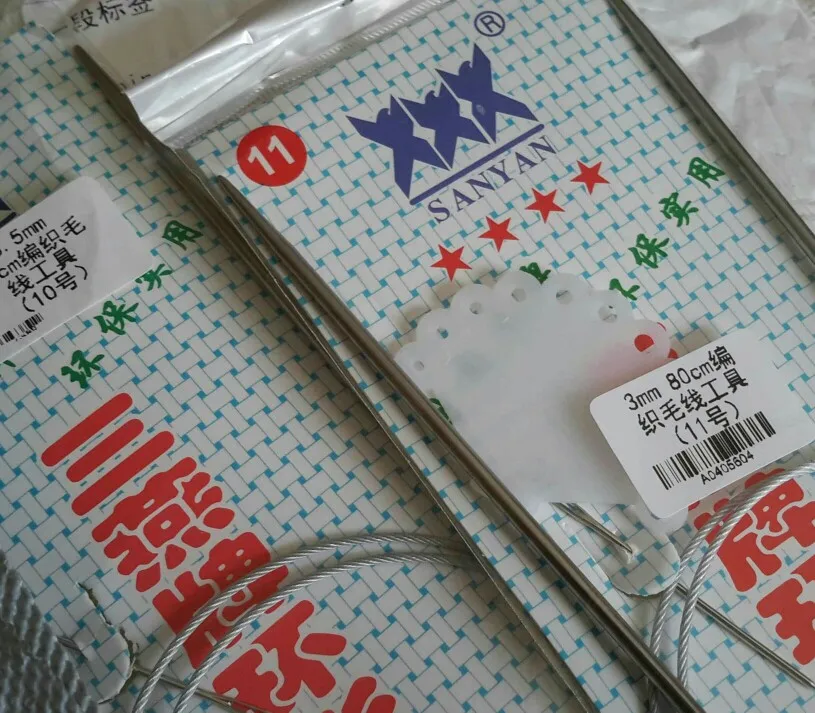 段标签
11
®
SANYAN
环保实用
3mm 80cm编
织毛线工具
(11号)
A0405604
牌
5mm
cm编织毛
线工具
(10号)
环保实用
三燕牌环